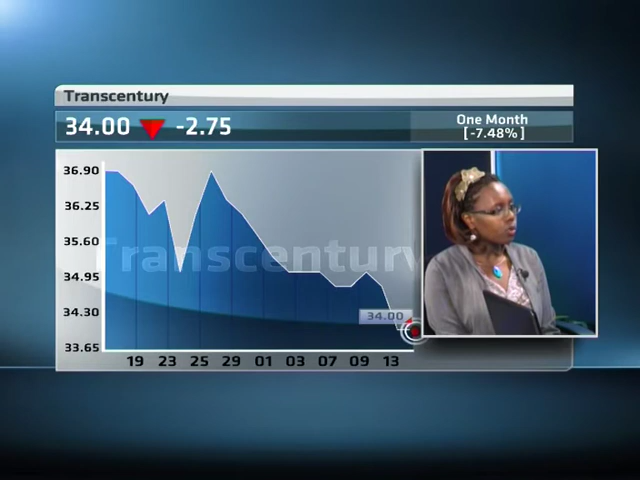 Transcentury
34.00 -2.75
One Month
[-7.48%]
36.90
36.25
35.60
34.95
34.30
33.65
Transcentury
34.00
19 23 25 29 01 03 07 09 13